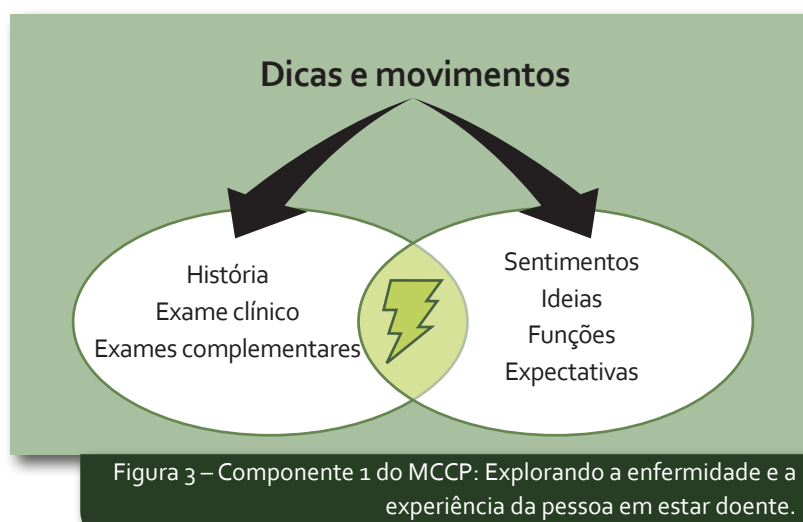 Dicas e movimentos
História
Exame clínico
Exames complementares
Sentimentos
Ideias
Funções
Expectativas
Figura 3 – Componente 1 do MCCP: Explorando a enfermidade e a
experiência da pessoa em estar doente.